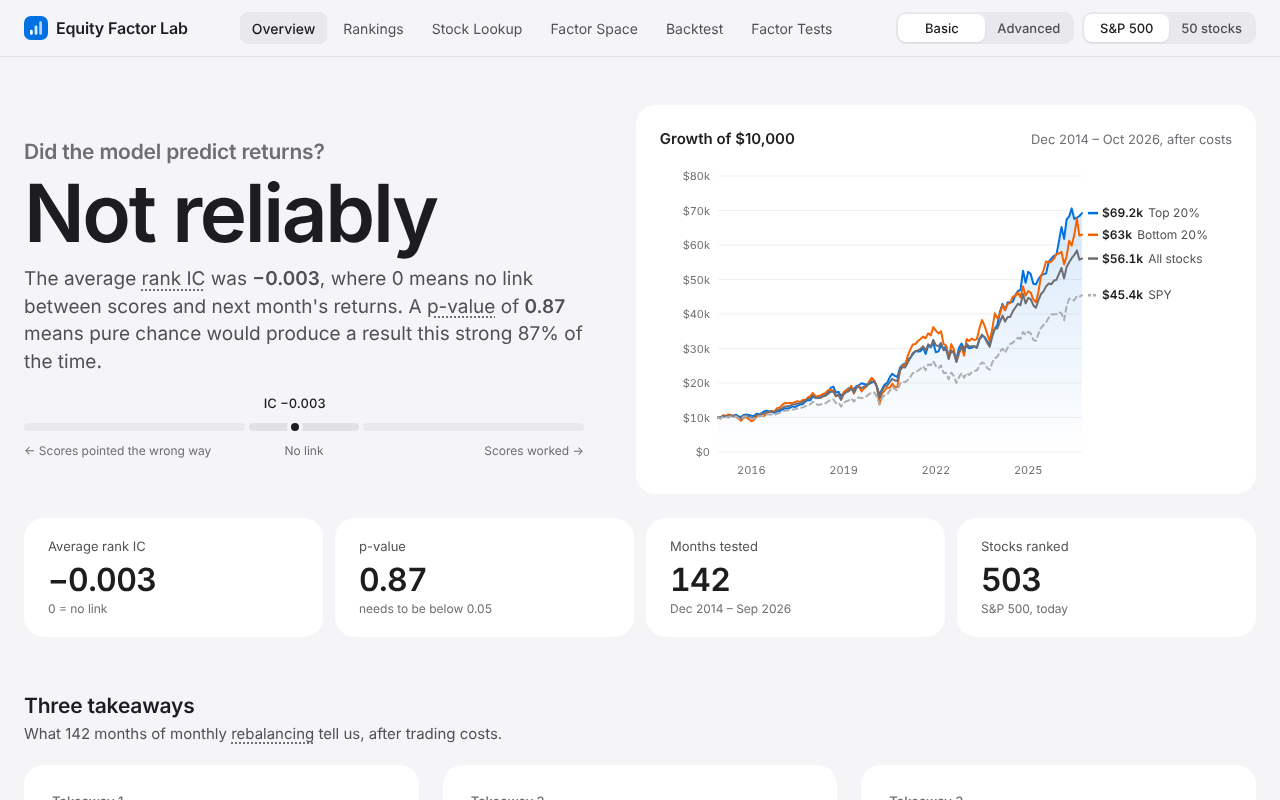 Equity Factor Lab
Overview
Rankings
Stock Lookup
Factor Space
Backtest
Factor Tests
Basic
Advanced
S&P 500
50 stocks
Did the model predict returns?
Not reliably
The average rank IC was −0.003, where 0 means no link
between scores and next month's returns. A p-value of 0.87
means pure chance would produce a result this strong 87% of
the time.
IC −0.003
← Scores pointed the wrong way
No link
Scores worked →
Growth of $10,000
Dec 2014 – Oct 2026, after costs
$80k
$70k
$60k
$50k
$40k
$30k
$20k
$10k
$0
2016
2019
2022
2025
$69.2k Top 20%
$63k Bottom 20%
$56.1k All stocks
$45.4k SPY
Average rank IC
−0.003
0 = no link
p-value
0.87
needs to be below 0.05
Months tested
142
Dec 2014 – Sep 2026
Stocks ranked
503
S&P 500, today
Three takeaways
What 142 months of monthly rebalancing tell us, after trading costs.
Takeaway 1
Takeaway 2
Takeaway 3